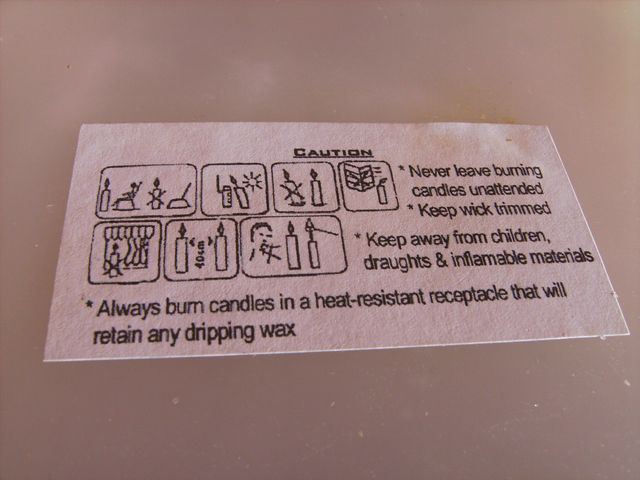 CAUTION
* Never leave burning
candles unattended
* Keep wick trimmed
10cm
* Keep away from children,
draughts & inflamable materials
* Always burn candles in a heat-resistant receptacle that will
retain any dripping wax